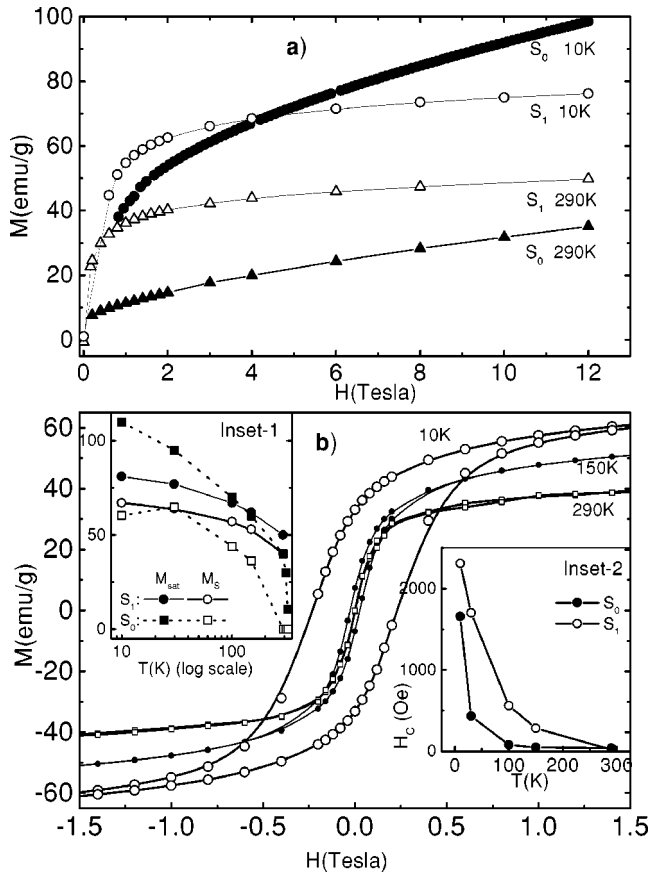 100
80
60
40
20
0
M(emu/g)
a)
S0 10K
S1 10K
S1 290K
S0 290K
0 2 4 6 8 10 12
H(Tesla)
60
40
20
0
-20
-40
-60
M(emu/g)
b)
10K
150K
290K
Inset-1
100
50
0
Msat MS
S1:
S0:
10 100
T(K) (log scale)
Inset-2
S0
S1
2000
1000
0
HC (Oe)
0 100 200 300
T(K)
-1.5 -1.0 -0.5 0.0 0.5 1.0 1.5
H(Tesla)